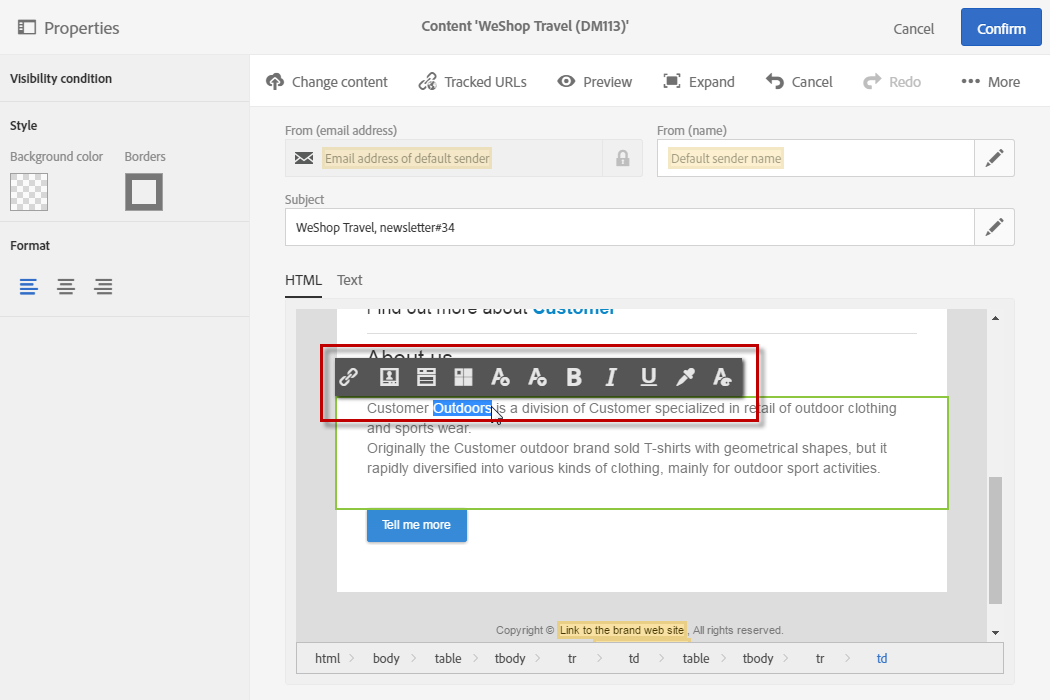 Properties
Content 'WeShop Travel (DM113)'
Cancel
Confirm
Visibility condition
Style
Background color
Borders
Format
Change content
Tracked URLs
Preview
Expand
Cancel
Redo
More
From (email address)
From (name)
Email address of default sender
Default sender name
Subject
WeShop Travel, newsletter#34
HTML
Text
Find out more about Customer
About us
B I U
Customer Outdoors is a division of Customer specialized in retail of outdoor clothing
and sports wear.
Originally the Customer outdoor brand sold T-shirts with geometrical shapes, but it
rapidly diversified into various kinds of clothing, mainly for outdoor sport activities.
Tell me more
Copyright © Link to the brand web site, All rights reserved.
html body table tbody tr td table tbody tr td